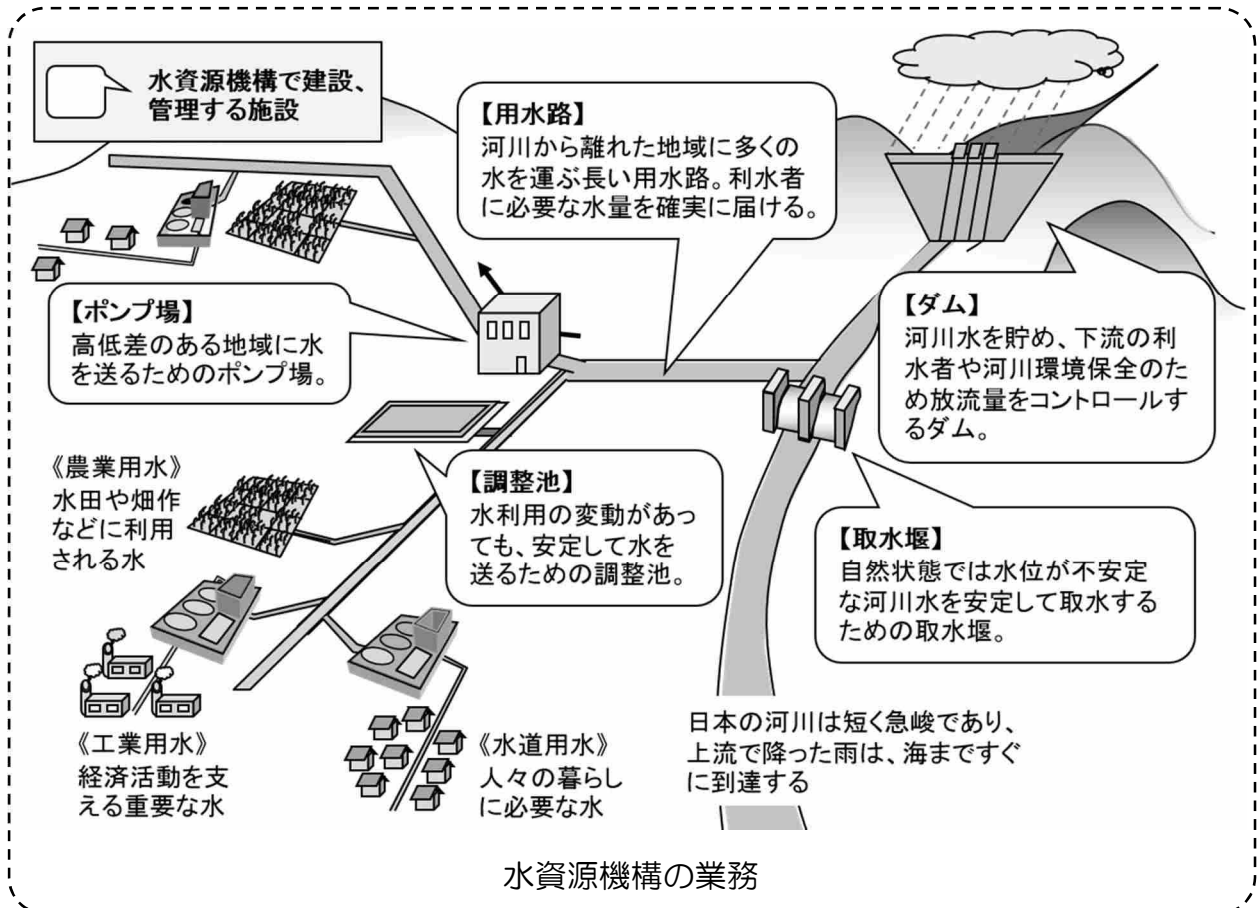 水資源機構で建設、
管理する施設
【用水路】
河川から離れた地域に多くの
水を運ぶ長い用水路。利水者
に必要な水量を確実に届ける。
【ポンプ場】
高低差のある地域に水
を送るためのポンプ場。
【ダム】
河川水を貯め、下流の利
水者や河川環境保全のた
め放流量をコントロールす
るダム。
【調整池】
水利用の変動があっ
ても、安定して水を
送るための調整池。
【取水堰】
自然状態では水位が不安定
な河川水を安定して取水する
ための取水堰。
《農業用水》
水田や畑作
などに利用
される水
《工業用水》
経済活動を支
える重要な水
《水道用水》
人々の暮らし
に必要な水
日本の河川は短く急峻であり、
上流で降った雨は、海まですぐ
に到達する
水資源機構の業務